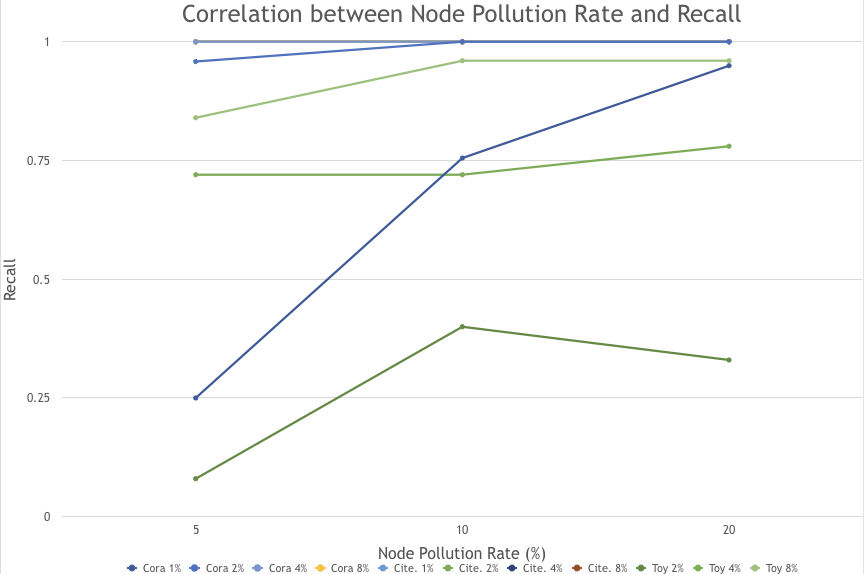 Correlation between Node Pollution Rate and Recall
1
0.75
0.5
0.25
0
Recall
5 10 20
Node Pollution Rate (%)
Cora 1% Cora 2% Cora 4% Cora 8% Cite. 1% Cite. 2% Cite. 4% Cite. 8% Toy 2% Toy 4% Toy 8%